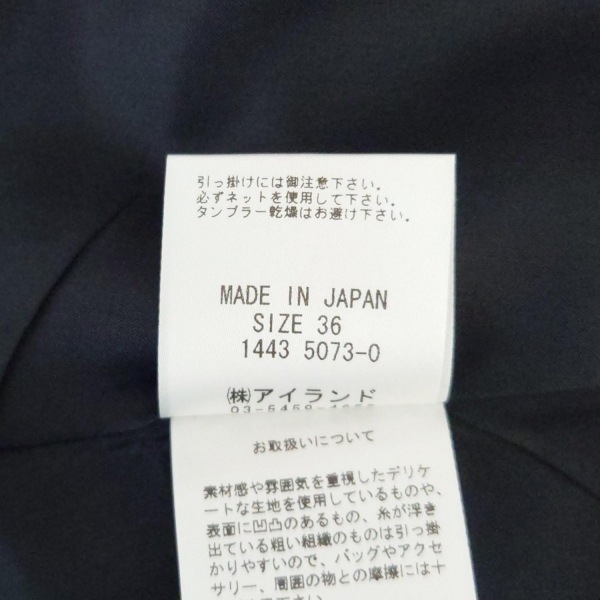 引っ掛けには御注意下さい。
必ずネットを使用して下さい。
タンブラー乾燥はお避け下さい。
MADE IN JAPAN
SIZE 36
1443 5073-0
㈱アイランド
お取扱いについて
素材感や雰囲気を重視したデリケ
ートな生地を使用しているものや、
表面に凹凸のあるもの、糸が浮き
出ている粗い組織のものは引っ掛
かりやすいので、バッグやアクセ
サリー、周囲の物との摩擦には十